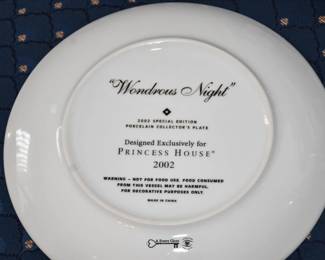 "Wondrous Night"
2002 SPECIAL EDITION
PORCELAIN COLLECTOR'S PLATE
Designed Exclusively for
PRINCESS HOUSE®
2002
WARNING – NOT FOR FOOD USE. FOOD CONSUMED
FROM THIS VESSEL MAY BE HARMFUL.
FOR DECORATIVE PURPOSES ONLY.
MADE IN CHINA